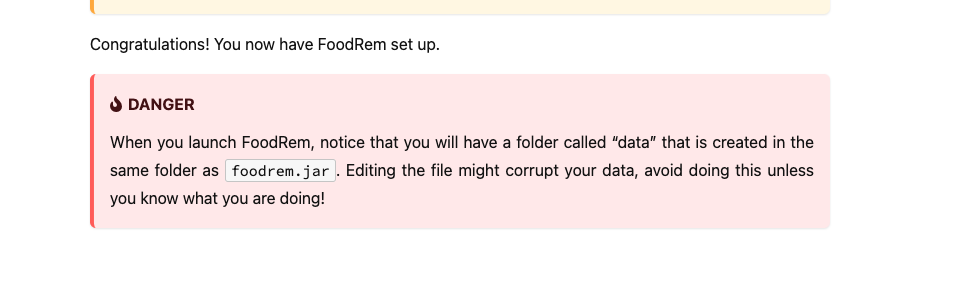 Congratulations! You now have FoodRem set up.
DANGER
When you launch FoodRem, notice that you will have a folder called “data” that is created in the
same folder as foodrem.jar. Editing the file might corrupt your data, avoid doing this unless
you know what you are doing!